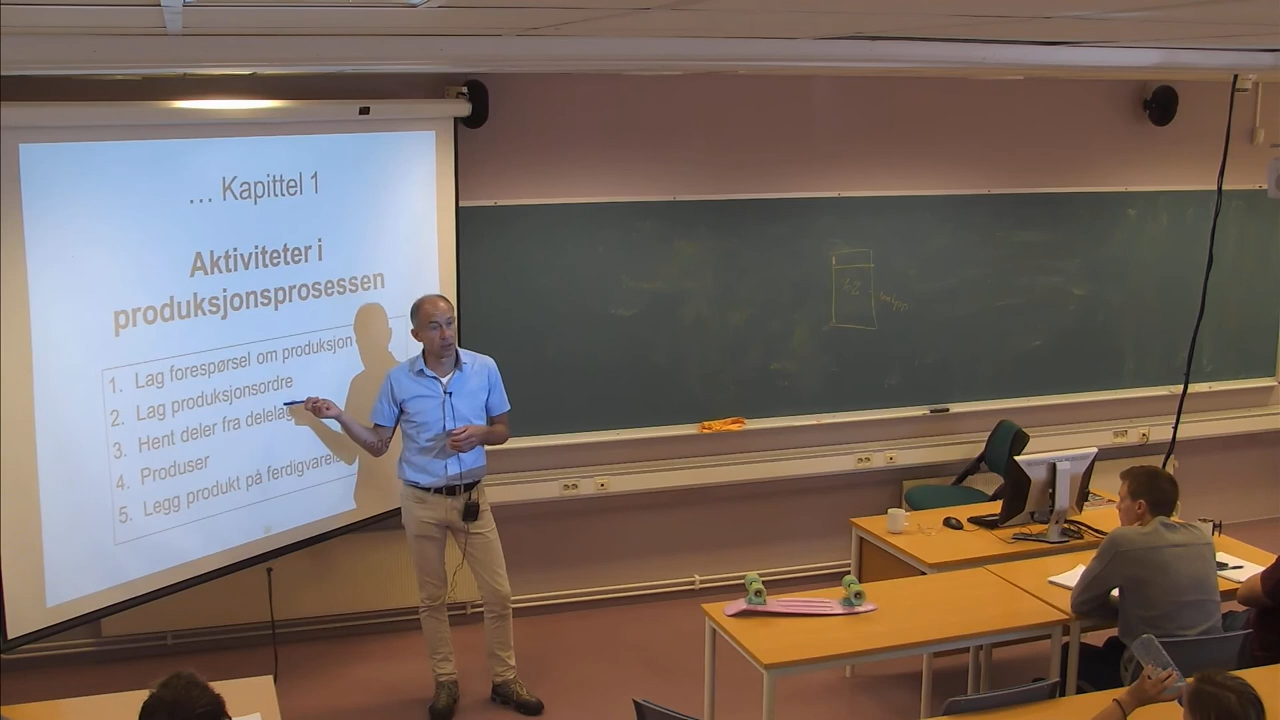 … Kapittel 1
Aktiviteter i
produksjonsprosessen
1. Lag forespørsel om produksjon
2. Lag produksjonsordre
3. Hent deler fra delelag
4. Produser
5. Legg produkt på ferdigvarel